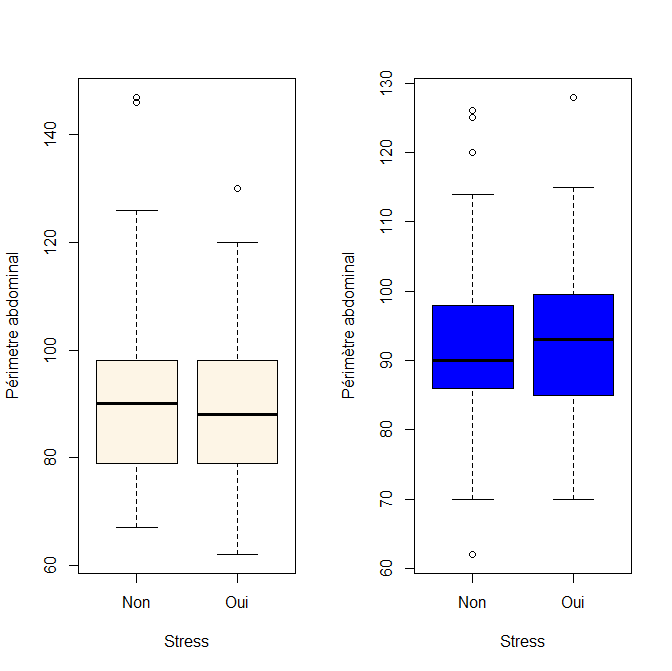 Périmetre abdominal
60
80
100
120
140
Non
Oui
Stress
Périmètre abdominal
60
70
80
90
100
110
120
130
Non
Oui
Stress